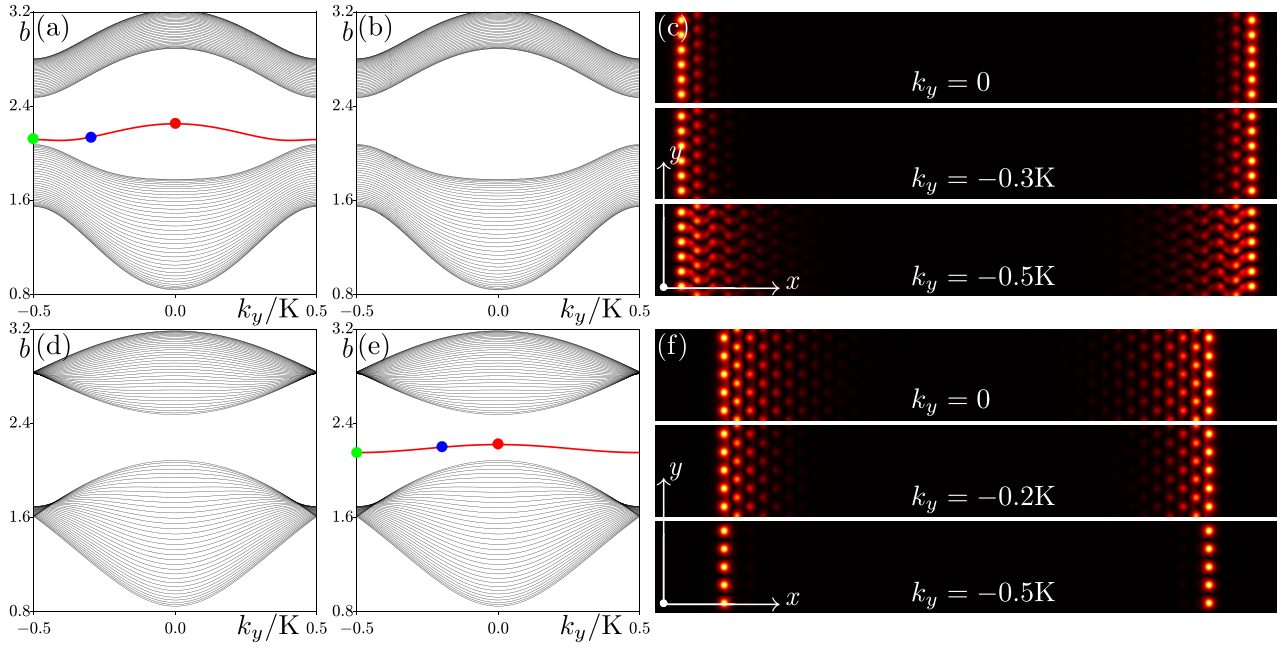 3.2
b
(a)
2.4
1.6
0.8
−0.5
0.0
k_y/K
0.5
3.2
b
(b)
2.4
1.6
0.8
−0.5
0.0
k_y/K
0.5
(c)
k_y = 0
k_y = −0.3K
k_y = −0.5K
y
x
3.2
b
(d)
2.4
1.6
0.8
−0.5
0.0
k_y/K
0.5
3.2
b
(e)
2.4
1.6
0.8
−0.5
0.0
k_y/K
0.5
(f)
k_y = 0
k_y = −0.2K
k_y = −0.5K
y
x